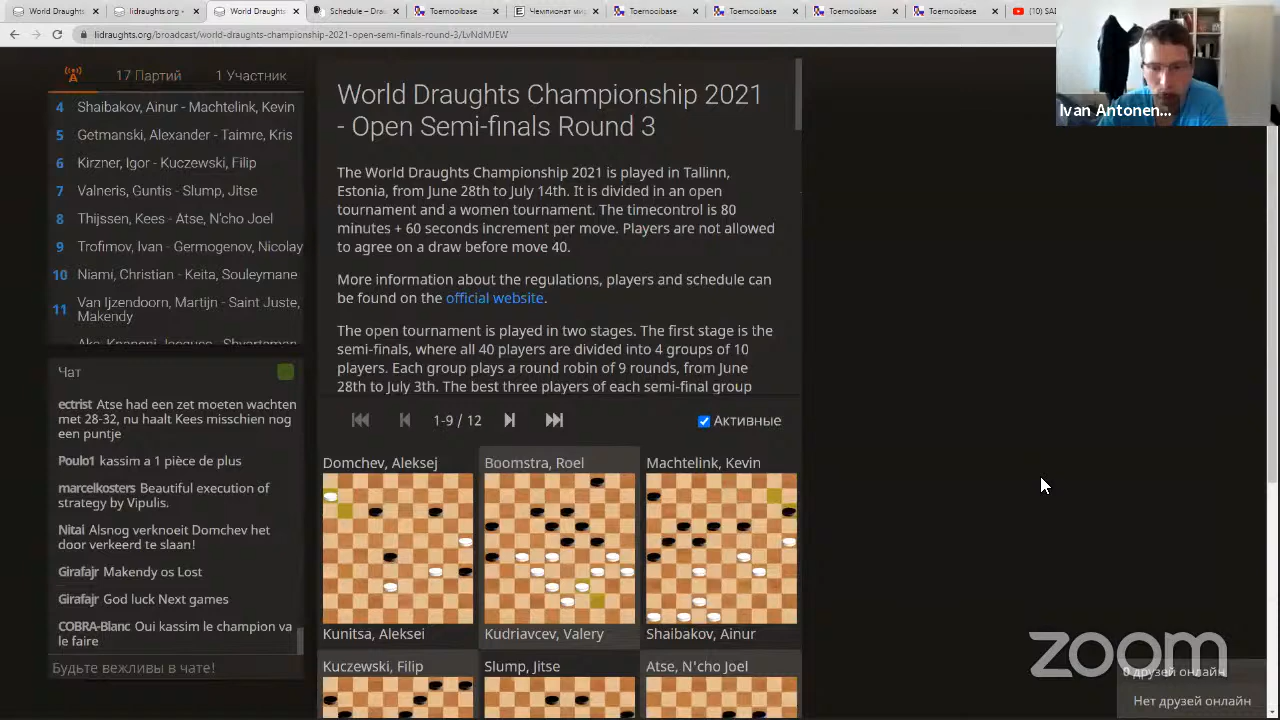 World Draughts
lidraughts.org •
World Draughts
Schedule – Dra
Toernooibase
Чемпионат ми
Toernooibase
Toernooibase
Toernooibase
Toernooibase
(10)
lidraughts.org/broadcast/world-draughts-championship-2021-open-semi-finals-round-3/LvNdMJEW
Ivan Antonen...
17 Партий
1 Участник
4 Shaibakov, Ainur - Machtelink, Kevin
5 Getmanski, Alexander - Taimre, Kris
6 Kirzner, Igor - Kuczewski, Filip
7 Valneris, Guntis - Slump, Jitse
8 Thijssen, Kees - Atse, N'cho Joel
9 Trofimov, Ivan - Germogenov, Nicolay
10 Niami, Christian - Keita, Souleymane
11 Van Ijzendoorn, Martijn - Saint Juste,
Makendy
Чат
ectrist Atse had een zet moeten wachten
met 28-32, nu haalt Kees misschien nog
een puntje
Poulo1 kassim a 1 pièce de plus
marcelkosters Beautiful execution of
strategy by Vipulis.
Nitai Alsnog verknoeit Domchev het
door verkeerd te slaan!
Girafajr Makendy os Lost
Girafajr God luck Next games
COBRA-Blanc Oui kassim le champion va
le faire
Будьте вежливы в чате!
World Draughts Championship 2021
- Open Semi-finals Round 3
The World Draughts Championship 2021 is played in Tallinn,
Estonia, from June 28th to July 14th. It is divided in an open
tournament and a women tournament. The timecontrol is 80
minutes + 60 seconds increment per move. Players are not allowed
to agree on a draw before move 40.
More information about the regulations, players and schedule can
be found on the official website.
The open tournament is played in two stages. The first stage is the
semi-finals, where all 40 players are divided into 4 groups of 10
players. Each group plays a round robin of 9 rounds, from June
28th to July 3th. The best three players of each semi-final group
1-9 / 12
Активные
Domchev, Aleksej
Boomstra, Roel
Machtelink, Kevin
Kunitsa, Aleksei
Kudriavcev, Valery
Shaibakov, Ainur
Kuczewski, Filip
Slump, Jitse
Atse, N'cho Joel
zoom
0 друзей онлайн
Нет друзей онлайн